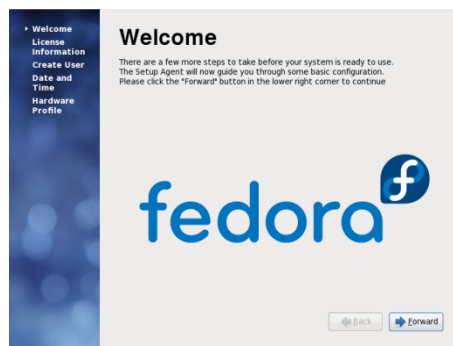 Welcome
License
Information
Create User
Date and
Time
Hardware
Profile
Welcome
There are a few more steps to take before your system is ready to use.
The Setup Agent will now guide you through some basic configuration.
Please click the "Forward" button in the lower right corner to continue
fedora
Back
Forward